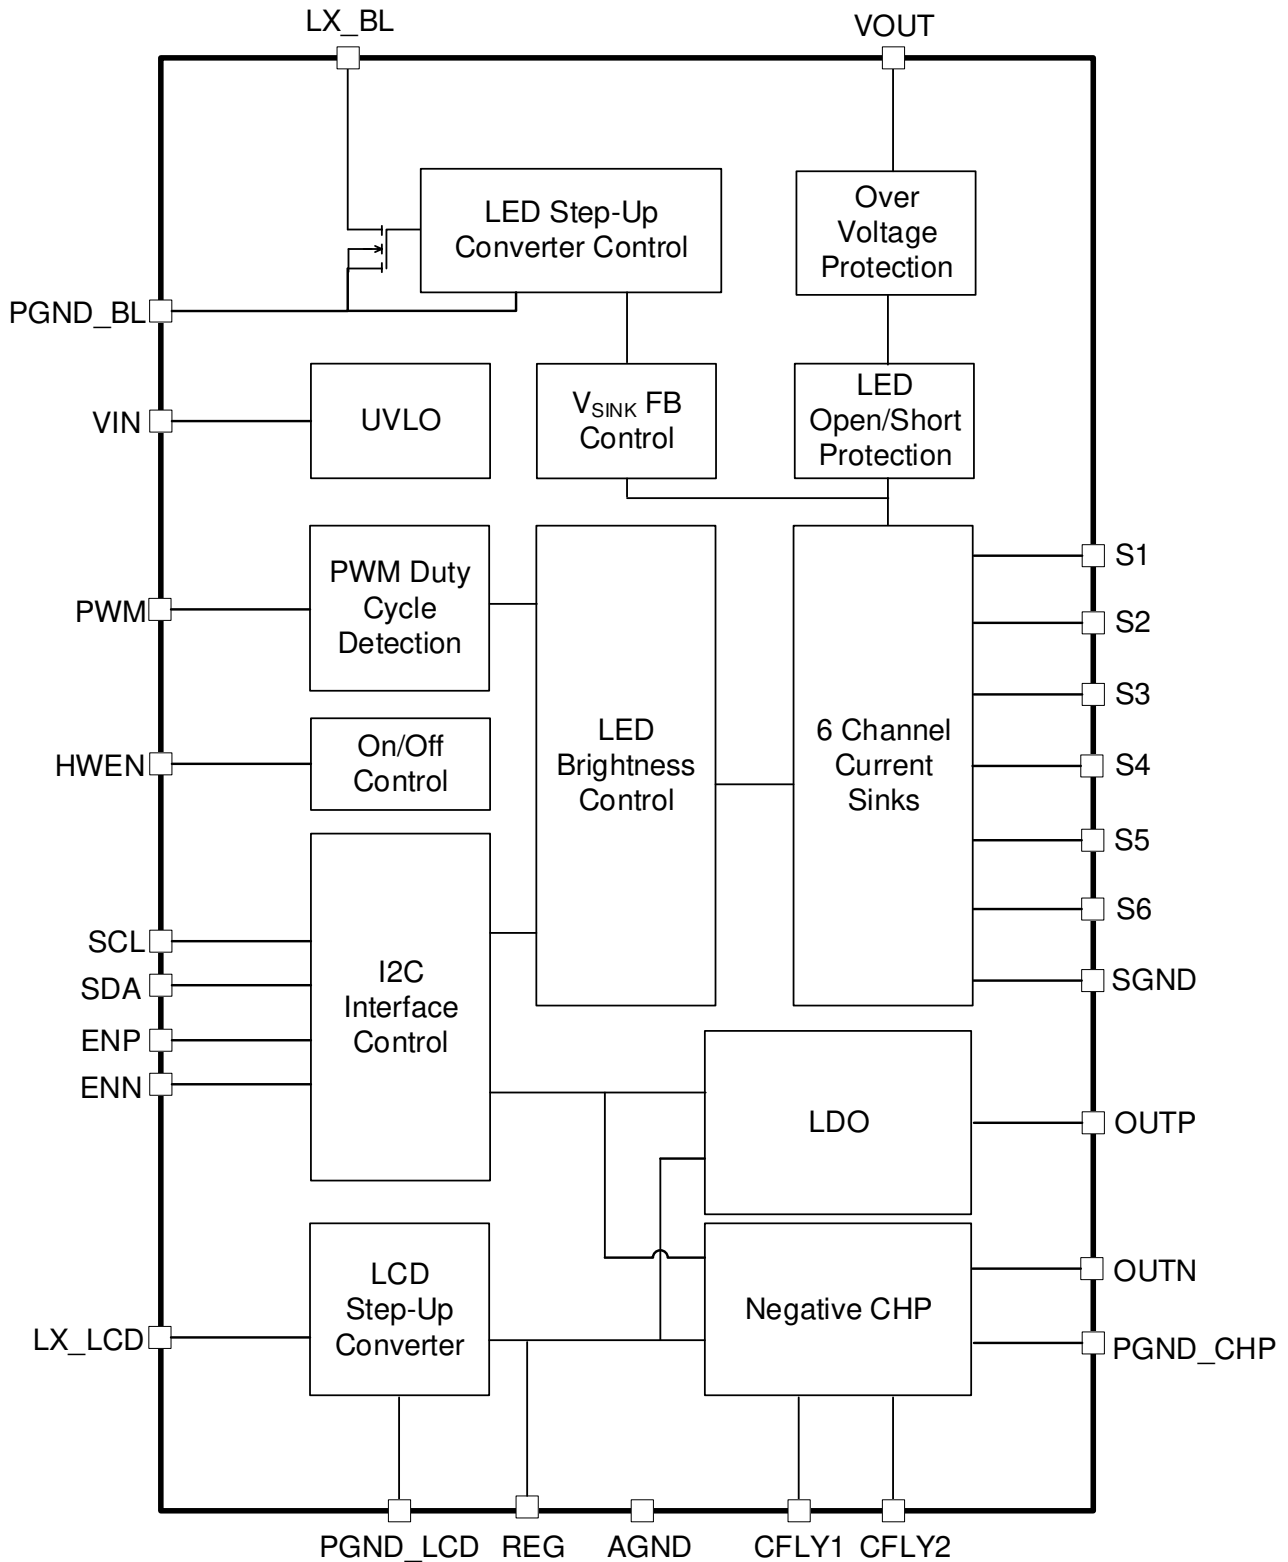 LX_BL
VOUT
LED Step-Up
Converter Control
Over
Voltage
Protection
PGND_BL
VIN
UVLO
VSINK FB
Control
LED
Open/Short
Protection
PWM
PWM Duty
Cycle
Detection
HWEN
On/Off
Control
LED
Brightness
Control
6 Channel
Current
Sinks
S1
S2
S3
S4
S5
S6
SGND
SCL
SDA
ENP
ENN
I2C
Interface
Control
LDO
OUTP
LX_LCD
LCD
Step-Up
Converter
Negative CHP
OUTN
PGND_CHP
PGND_LCD
REG
AGND
CFLY1
CFLY2